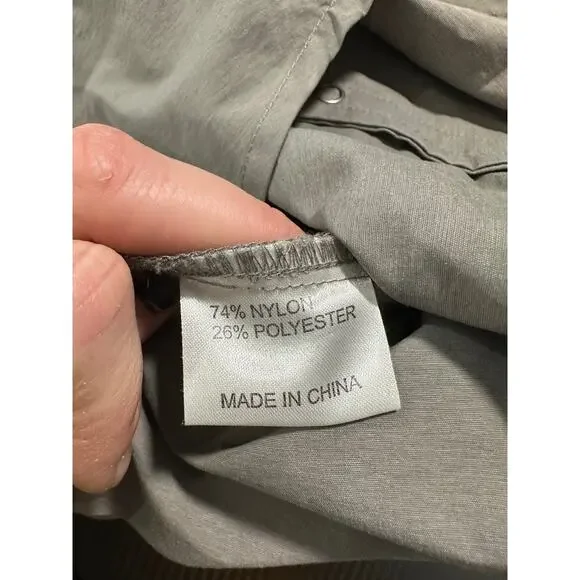 74% NYLON
26% POLYESTER
MADE IN CHINA